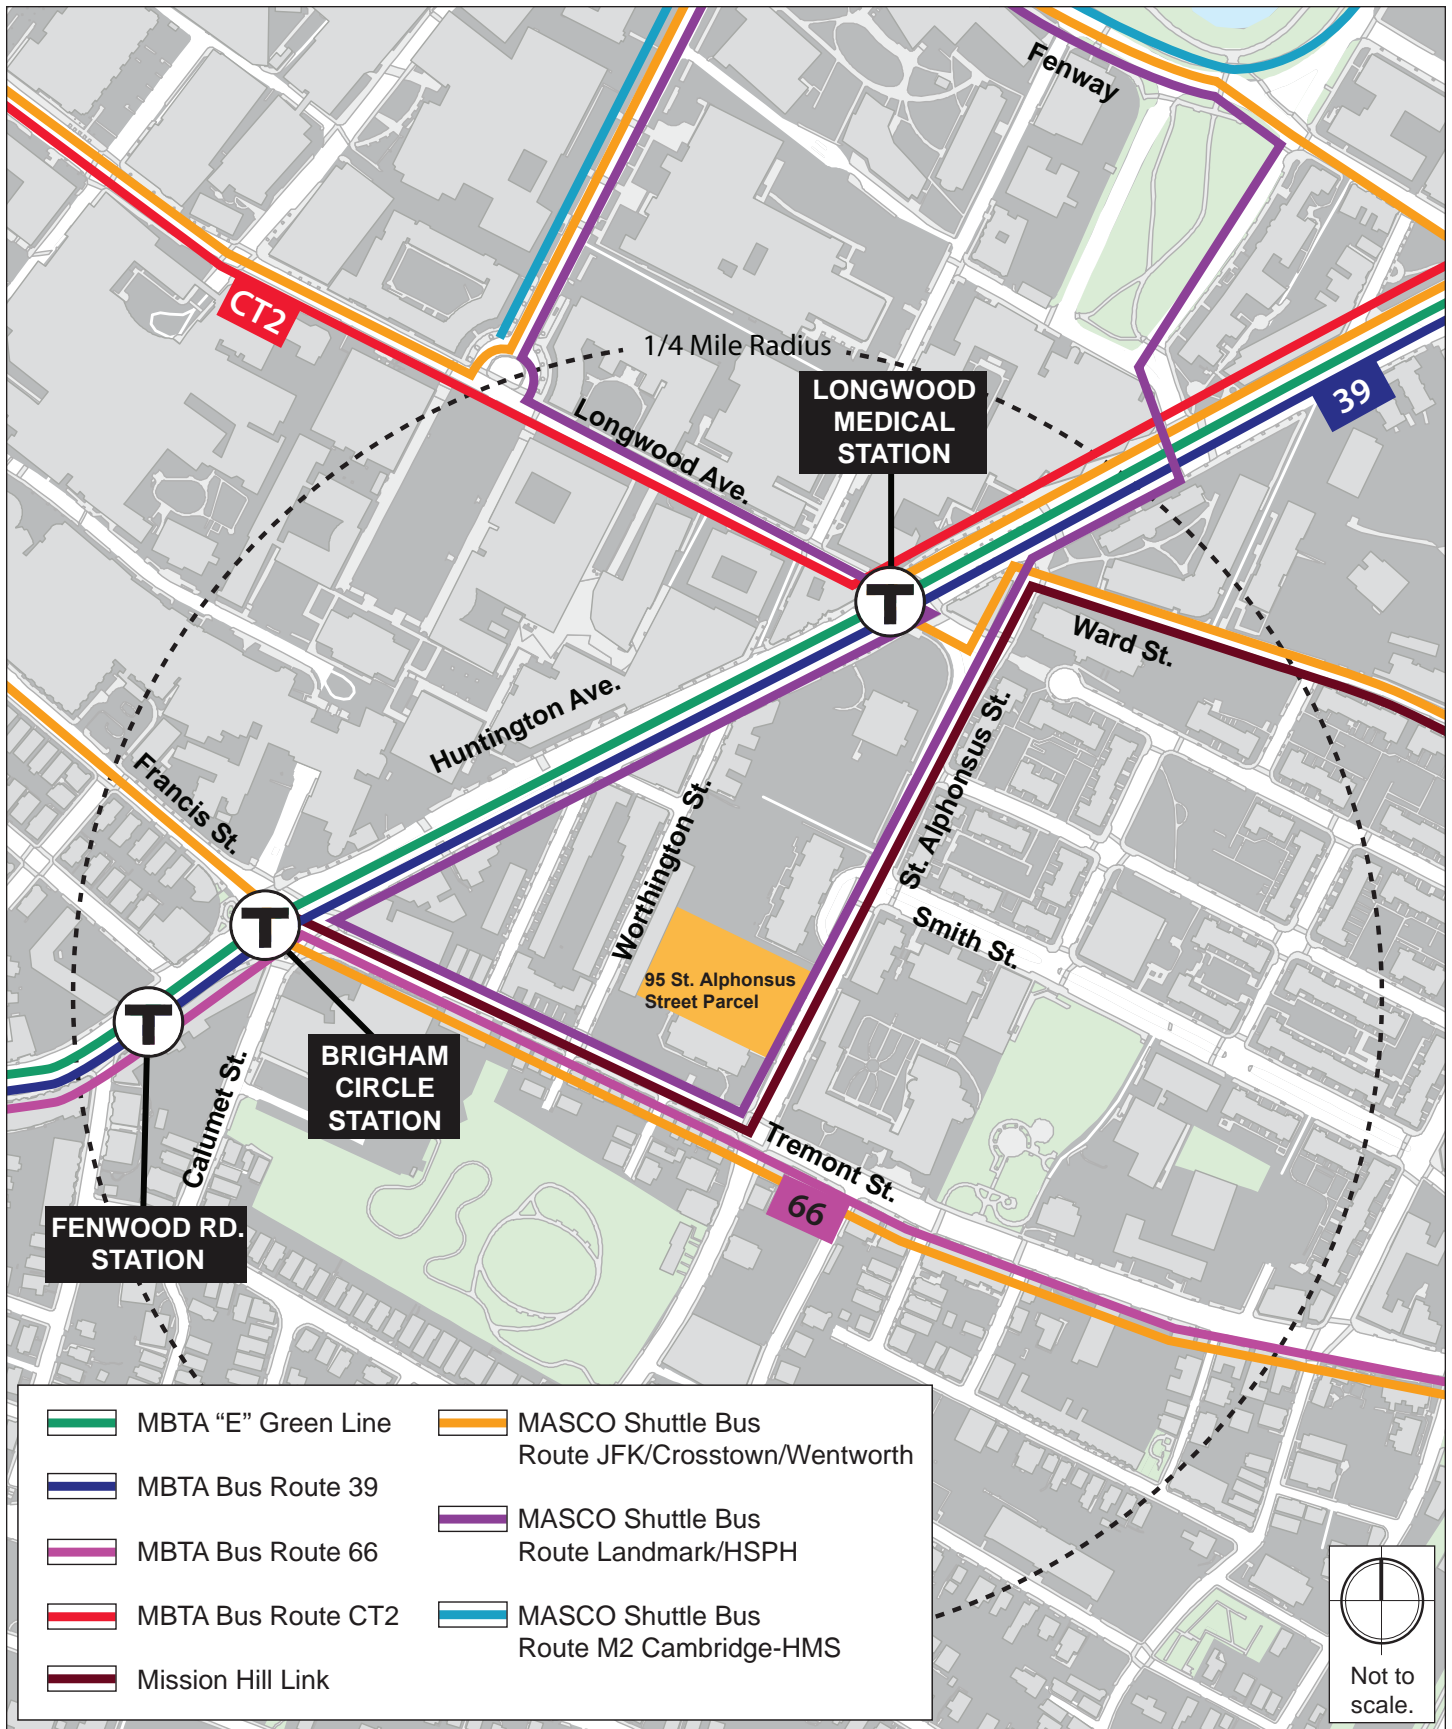 Fenway
CT2
1/4 Mile Radius
LONGWOOD
MEDICAL
STATION
39
Longwood Ave.
T
Ward St.
Huntington Ave.
St. Alphonsus St.
Francis St.
Worthington St.
T
Smith St.
95 St. Alphonsus
Street Parcel
T
BRIGHAM
CIRCLE
STATION
Calumet St.
Tremont St.
66
FENWOOD RD.
STATION
MBTA “E” Green Line
MBTA Bus Route 39
MBTA Bus Route 66
MBTA Bus Route CT2
Mission Hill Link
MASCO Shuttle Bus
Route JFK/Crosstown/Wentworth
MASCO Shuttle Bus
Route Landmark/HSPH
MASCO Shuttle Bus
Route M2 Cambridge-HMS
Not to
scale.